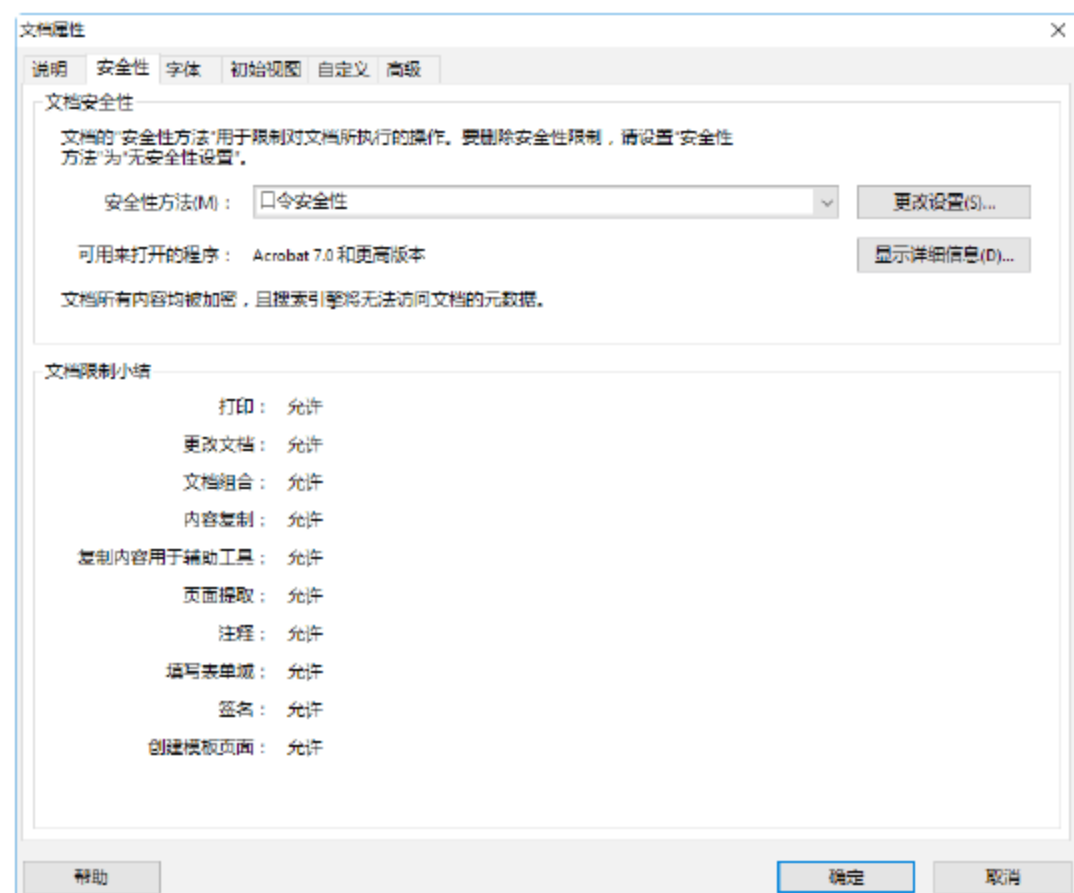 文档属性
说明 安全性 字体 初始视图 自定义 高级
文档安全性
文档的“安全性方法”用于限制对文档所执行的操作。要删除安全性限制，请设置“安全性
方法”为“无安全性设置”。
安全性方法(M)： 口令安全性 更改设置(S)...
可用来打开的程序： Acrobat 7.0 和更高版本 显示详细信息(D)...
文档所有内容均被加密，且搜索引擎将无法访问文档的元数据。
文档限制小结
打印： 允许
更改文档： 允许
文档组合： 允许
内容复制： 允许
复制内容用于辅助工具： 允许
页面提取： 允许
注释： 允许
填写表单域： 允许
签名： 允许
创建模板页面： 允许
帮助 确定 取消